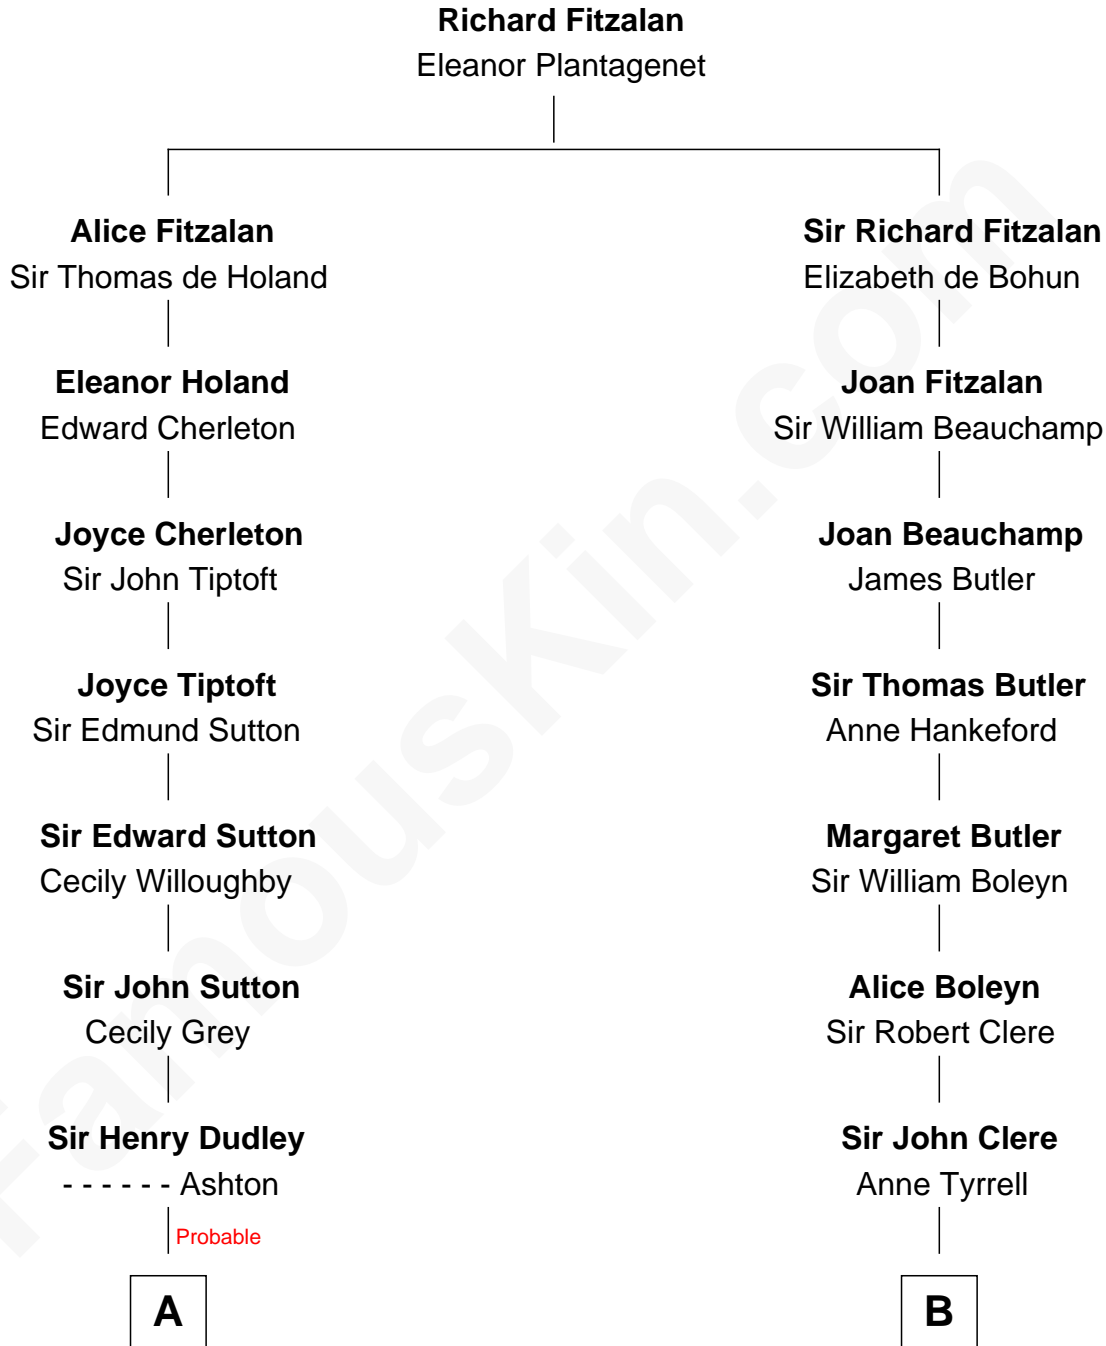 Richard Fitzalan
Eleanor Plantagenet
Alice Fitzalan
Sir Thomas de Holand
Sir Richard Fitzalan
Elizabeth de Bohun
Eleanor Holand
Edward Cherleton
Joan Fitzalan
Sir William Beauchamp
Joyce Cherleton
Sir John Tiptoft
Joan Beauchamp
James Butler
Joyce Tiptoft
Sir Edmund Sutton
Sir Thomas Butler
Anne Hankeford
Sir Edward Sutton
Cecily Willoughby
Margaret Butler
Sir William Boleyn
Sir John Sutton
Cecily Grey
Alice Boleyn
Sir Robert Clere
Sir Henry Dudley
- - - - - - Ashton
Probable
Sir John Clere
Anne Tyrrell
A
B
FamousKin.com